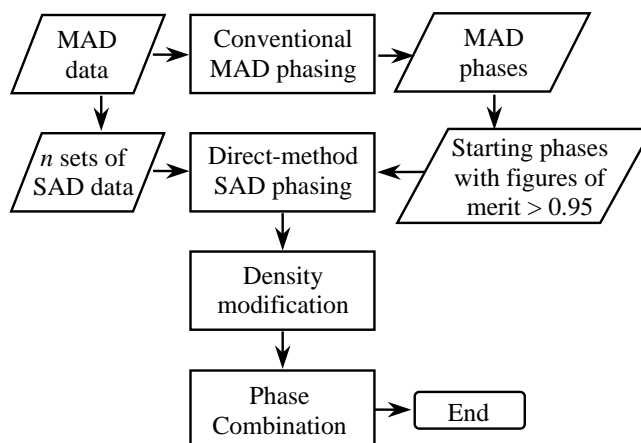 MAD
data
Conventional
MAD phasing
MAD
phases
n sets of
SAD data
Direct-method
SAD phasing
Starting phases
with figures of
merit > 0.95
Density
modification
Phase
Combination
End